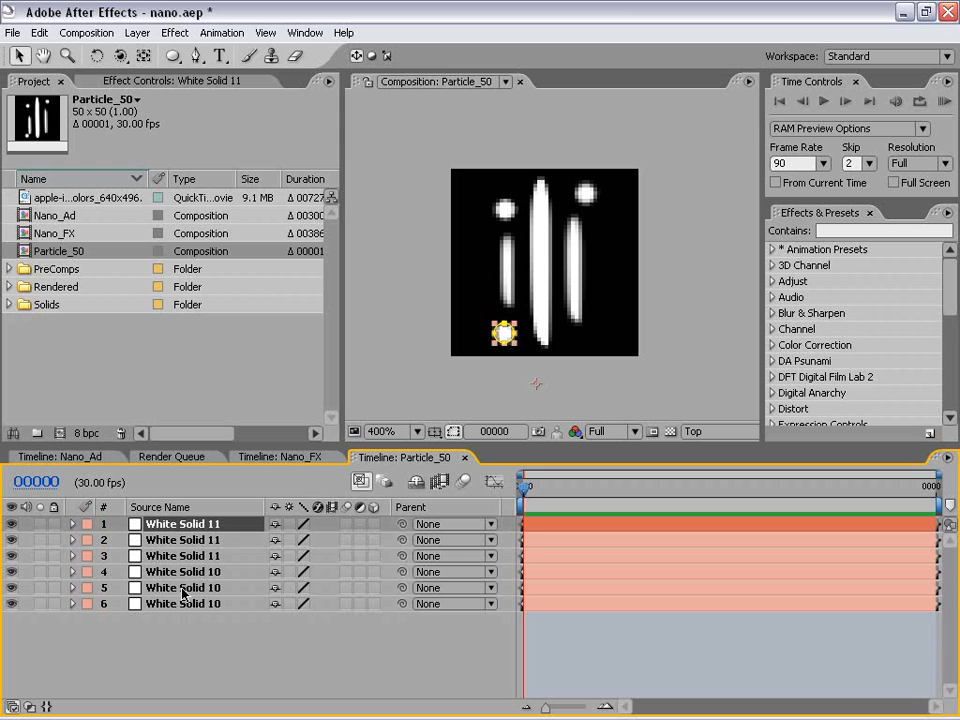 Adobe After Effects - nano.aep *
File Edit Composition Layer Effect Animation View Window Help
Workspace: Standard
Project Effect Controls: White Solid 11
Particle_50
50 x 50 (1.00)
Δ 00001, 30.00 fps
Name Type Size Duration
apple-i...olors_640x496. QuickTi...ovie 9.1 MB Δ 00727
Nano_Ad Composition Δ 00300
Nano_FX Composition Δ 00386
Particle_50 Composition Δ 00001
PreComps Folder
Rendered Folder
Solids Folder
8 bpc
Composition: Particle_50
400% 00000 Full Top
Time Controls
RAM Preview Options
Frame Rate Skip Resolution
90 2 Full
From Current Time Full Screen
Effects & Presets
Contains:
* Animation Presets
3D Channel
Adjust
Audio
Blur & Sharpen
Channel
Color Correction
DA Psunami
DFT Digital Film Lab 2
Digital Anarchy
Distort
Expression Controls
Timeline: Nano_Ad Render Queue Timeline: Nano_FX Timeline: Particle_50
00000 (30.00 fps)
# Source Name Parent
1 White Solid 11 None
2 White Solid 11 None
3 White Solid 11 None
4 White Solid 10 None
5 White Solid 10 None
6 White Solid 10 None